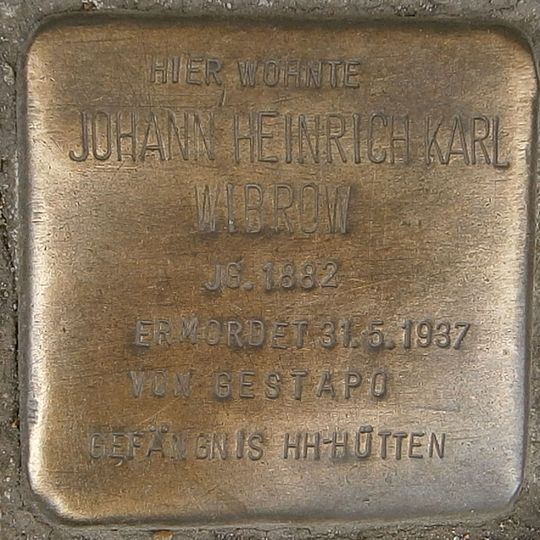 HIER WOHNTE
JOHANN HEINRICH KARL
WIBROW
JG. 1882
ERMORDET 31.5.1937
VON GESTAPO
GEFÄNGNIS HH-HÜTTEN